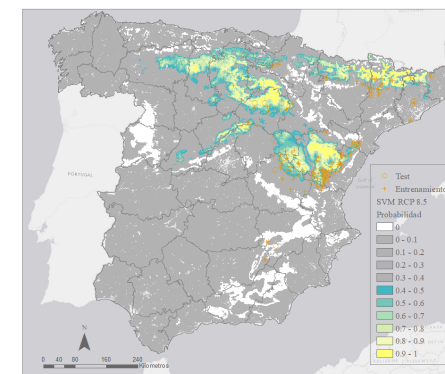 PORTUGAL
Test
Entrenamiento
SVM RCP 8.5
Probabilidad
0
0 - 0.1
0.1 - 0.2
0.2 - 0.3
0.3 - 0.4
0.4 - 0.5
0.5 - 0.6
0.6 - 0.7
0.7 - 0.8
0.8 - 0.9
0.9 - 1
N
0 40 80 160 240
Kilómetros